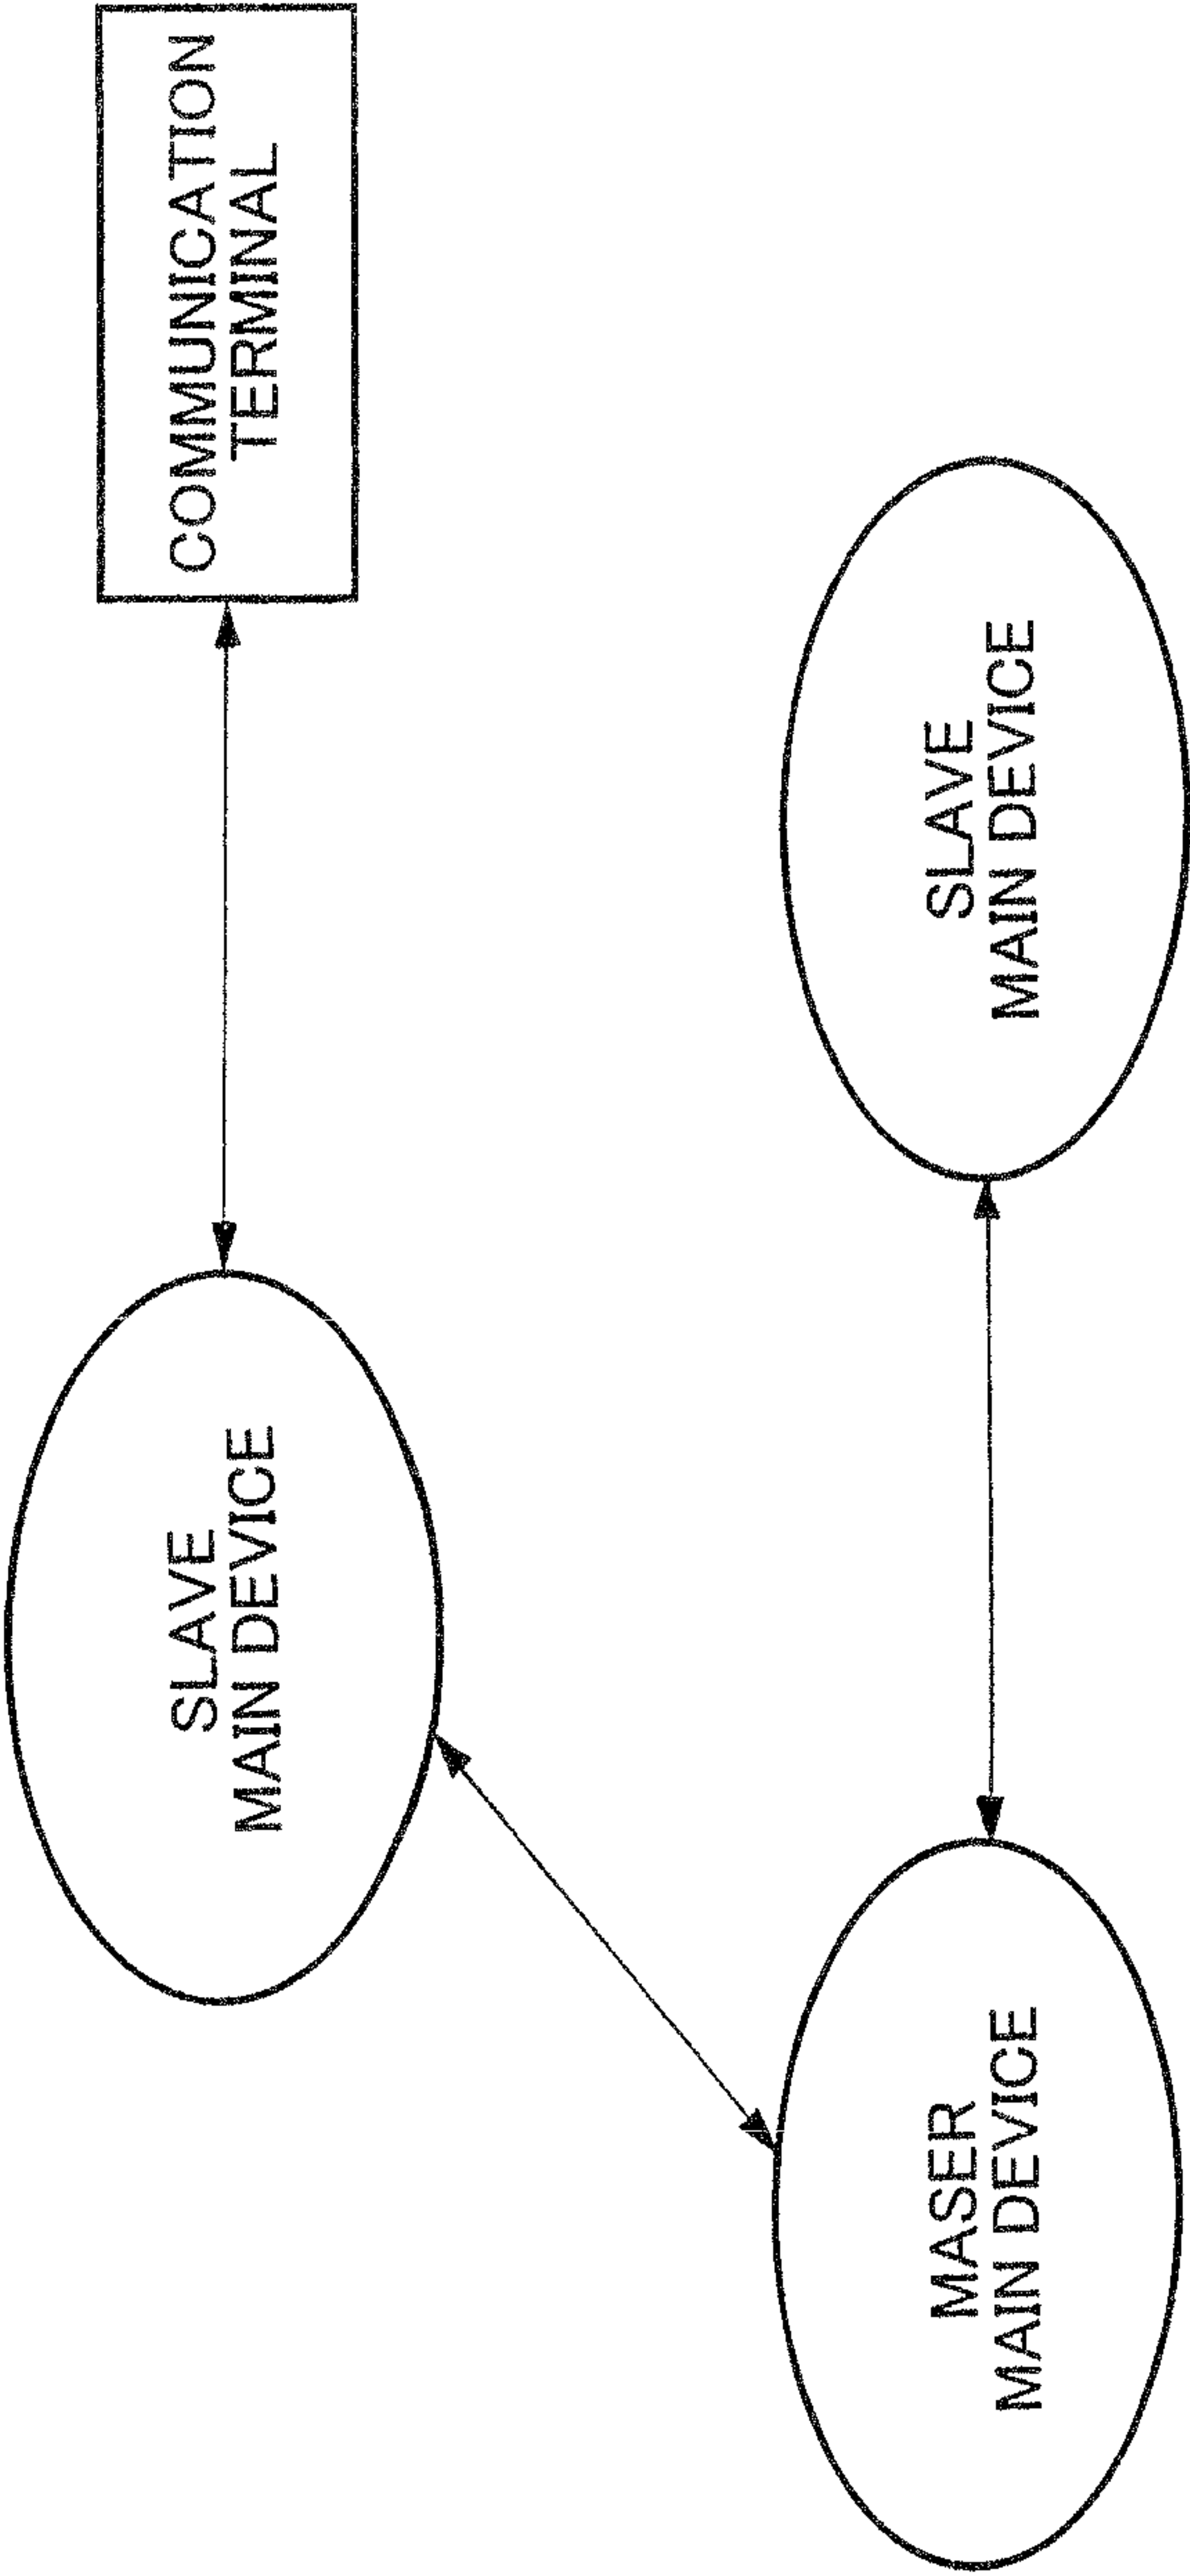 SLAVE
MAIN DEVICE
COMMUNICATION
TERMINAL
MASER
MAIN DEVICE
SLAVE
MAIN DEVICE